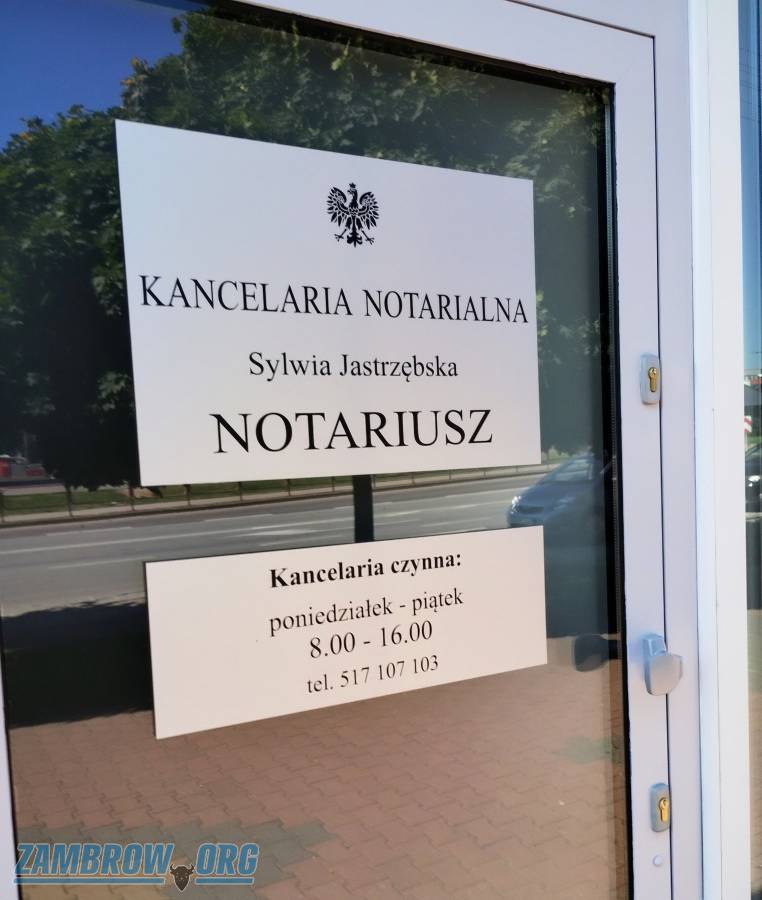 KANCELARIA NOTARIALNA
Sylwia Jastrzębska
NOTARIUSZ
Kancelaria czynna:
poniedziałek - piątek
8.00 - 16.00
tel. 517 107 103
ZAMBROW.ORG